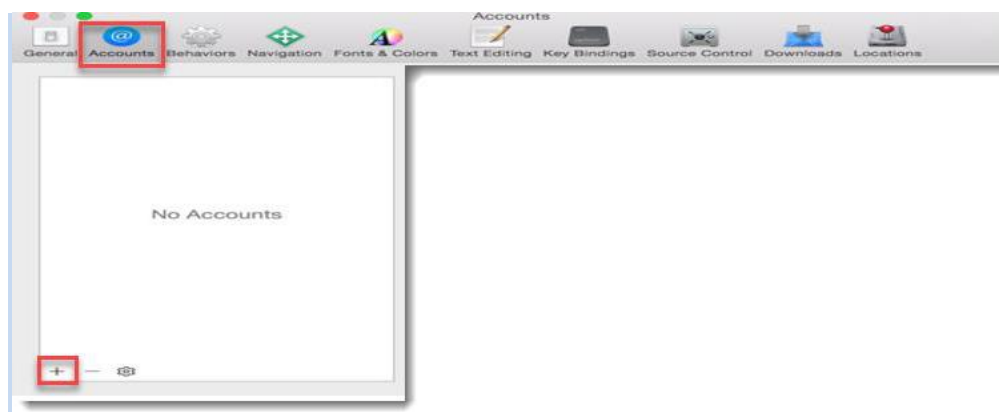 Accounts
General Accounts Behaviors Navigation Fonts & Colors Text Editing Key Bindings Source Control Downloads Locations
No Accounts